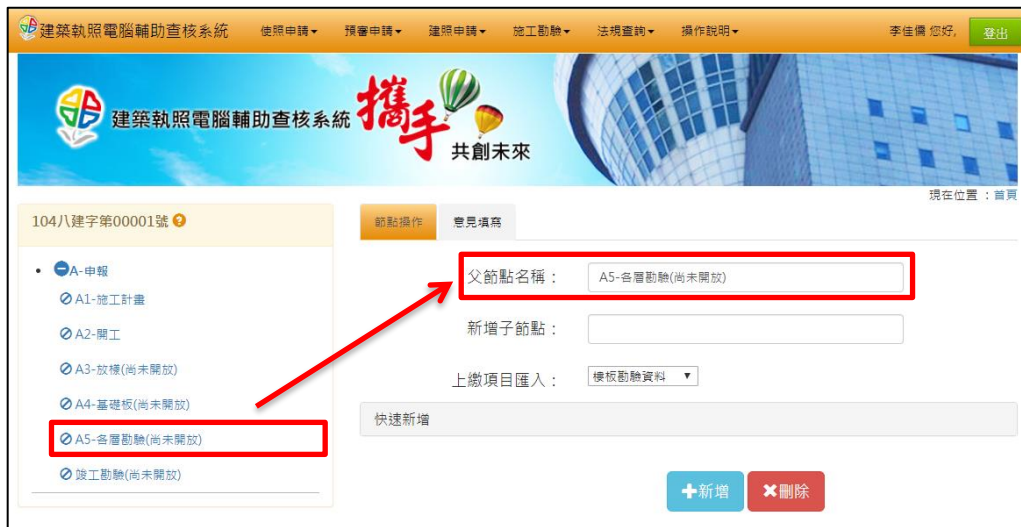 建築執照電腦輔助查核系統 使照申請▾ 預審申請▾ 建照申請▾ 施工勘驗▾ 法規查詢▾ 操作說明▾ 李佳儒 您好, 登出
建築執照電腦輔助查核系統 攜手 共創未來
現在位置 : 首頁
104八建字第00001號
節點操作 意見填寫
A-申報
父節點名稱： A5-各層勘驗(尚未開放)
A1-施工計畫
A2-開工
新增子節點：
A3-放樣(尚未開放)
上繳項目匯入： 樓板勘驗資料 ▼
A4-基礎板(尚未開放)
快速新增
A5-各層勘驗(尚未開放)
竣工勘驗(尚未開放)
新增 刪除